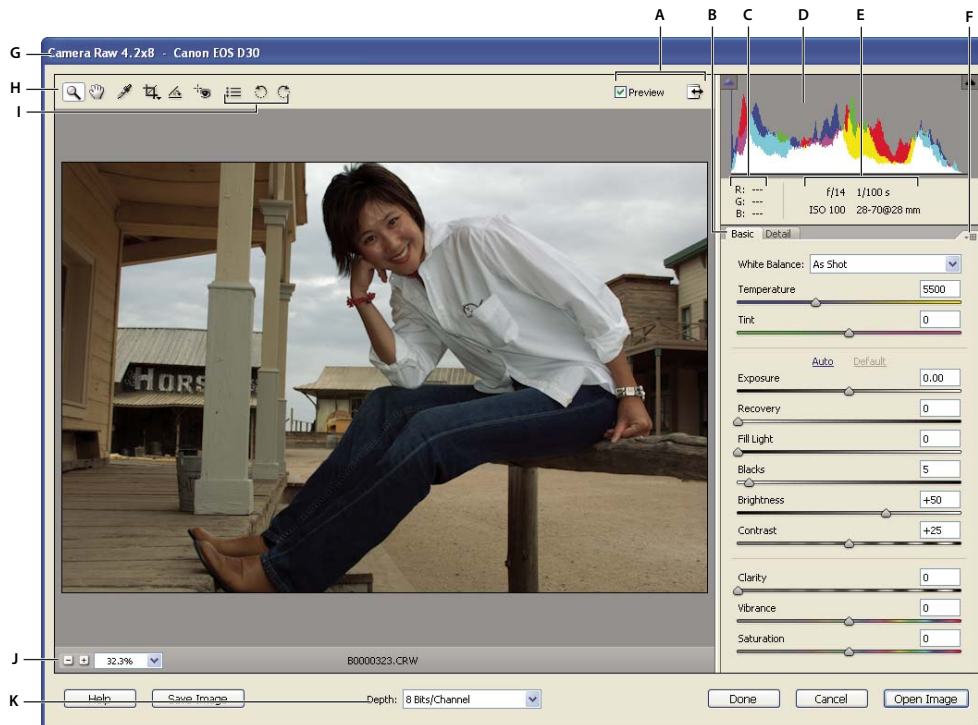 A B C D E F
G Camera Raw 4.2x8 - Canon EOS D30
H Preview
I
R: --- f/14 1/100 s
G: ---
B: --- ISO 100 28-70@28 mm
Basic Detail
White Balance: As Shot
Temperature 5500
Tint 0
Auto Default
Exposure 0.00
Recovery 0
Fill Light 0
Blacks 5
Brightness +50
Contrast +25
Clarity 0
Vibrance 0
Saturation 0
HORS
J 32.3% B0000323.CRW
K Help Save Image Depth: 8 Bits/Channel Done Cancel Open Image